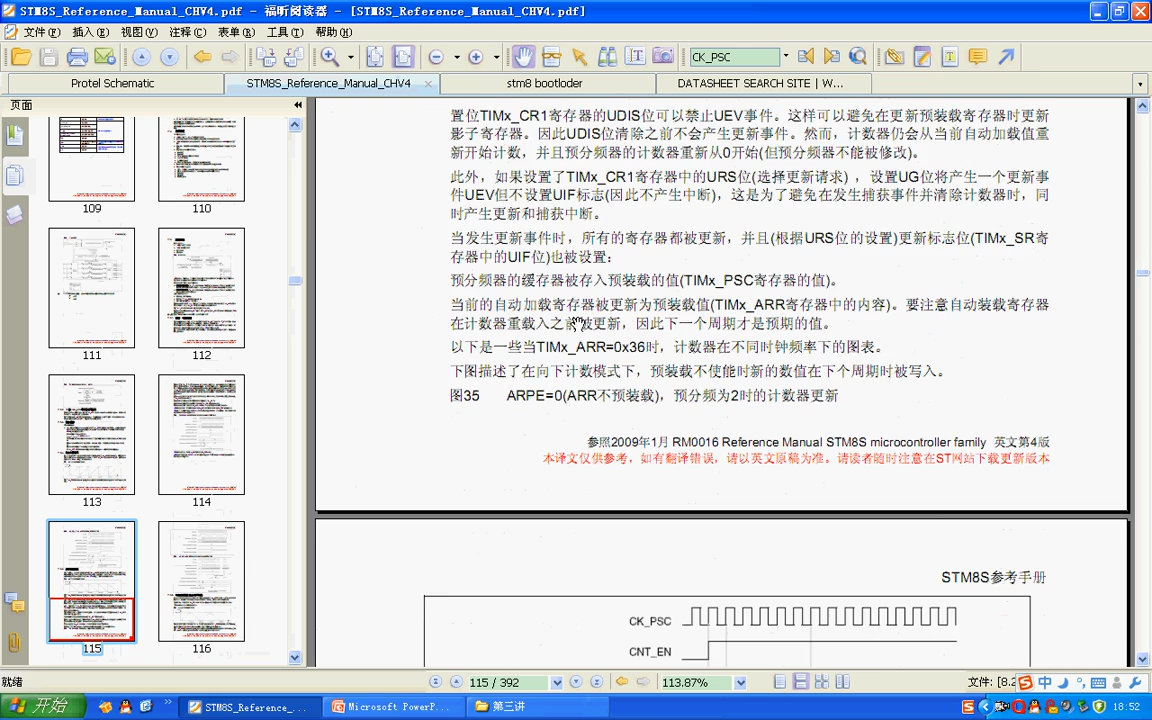 STM8S_Reference_Manual_CHV4.pdf - 福昕阅读器 - [STM8S_Reference_Manual_CHV4.pdf]
文件(F) 插入(I) 视图(V) 注释(C) 表单(R) 工具(T) 帮助(H)
CK_PSC
Protel Schematic STM8S_Reference_Manual_CHV4 stm8 bootloder DATASHEET SEARCH SITE | W...
页面
109 110
111 112
113 114
115 116
置位TIMx_CR1寄存器的UDIS位可以禁止UEV事件。这样可以避免在更新预装载寄存器时更新
影子寄存器。因此UDIS位清除之前不会产生更新事件。然而，计数器仍会从当前自动加载值重
新开始计数，并且预分频器的计数器重新从0开始(但预分频器不能被修改)。
此外，如果设置了TIMx_CR1寄存器中的URS位(选择更新请求)，设置UG位将产生一个更新事
件UEV但不设置UIF标志(因此不产生中断)，这是为了避免在发生捕获事件并清除计数器时，同
时产生更新和捕获中断。
当发生更新事件时，所有的寄存器都被更新，并且(根据URS位的设置)更新标志位(TIMx_SR寄
存器中的UIF位)也被设置：
预分频器的缓存器被存入预装载的值(TIMx_PSC寄存器的值)。
当前的自动加载寄存器被更新为预装载值(TIMx_ARR寄存器中的内容)。要注意自动装载寄存器
在计数器重载入之前被更新，因此下一个周期才是预期的值。
以下是一些当TIMx_ARR=0x36时，计数器在不同时钟频率下的图表。
下图描述了在向下计数模式下，预装载不使能时新的数值在下个周期时被写入。
图35 ARPE=0(ARR不预装载)，预分频为2时的计数器更新
参照2009年1月 RM0016 Reference Manual STM8S microcontroller family 英文第4版
本译文仅供参考，如有翻译错误，请以英文原稿为准。请读者随时注意在ST网站下载更新版本
STM8S参考手册
CK_PSC
CNT_EN
就绪 115 / 392 113.87% 文件: [8.2 中
开始 STM8S_Reference_... Microsoft PowerP... 第三讲 18:52